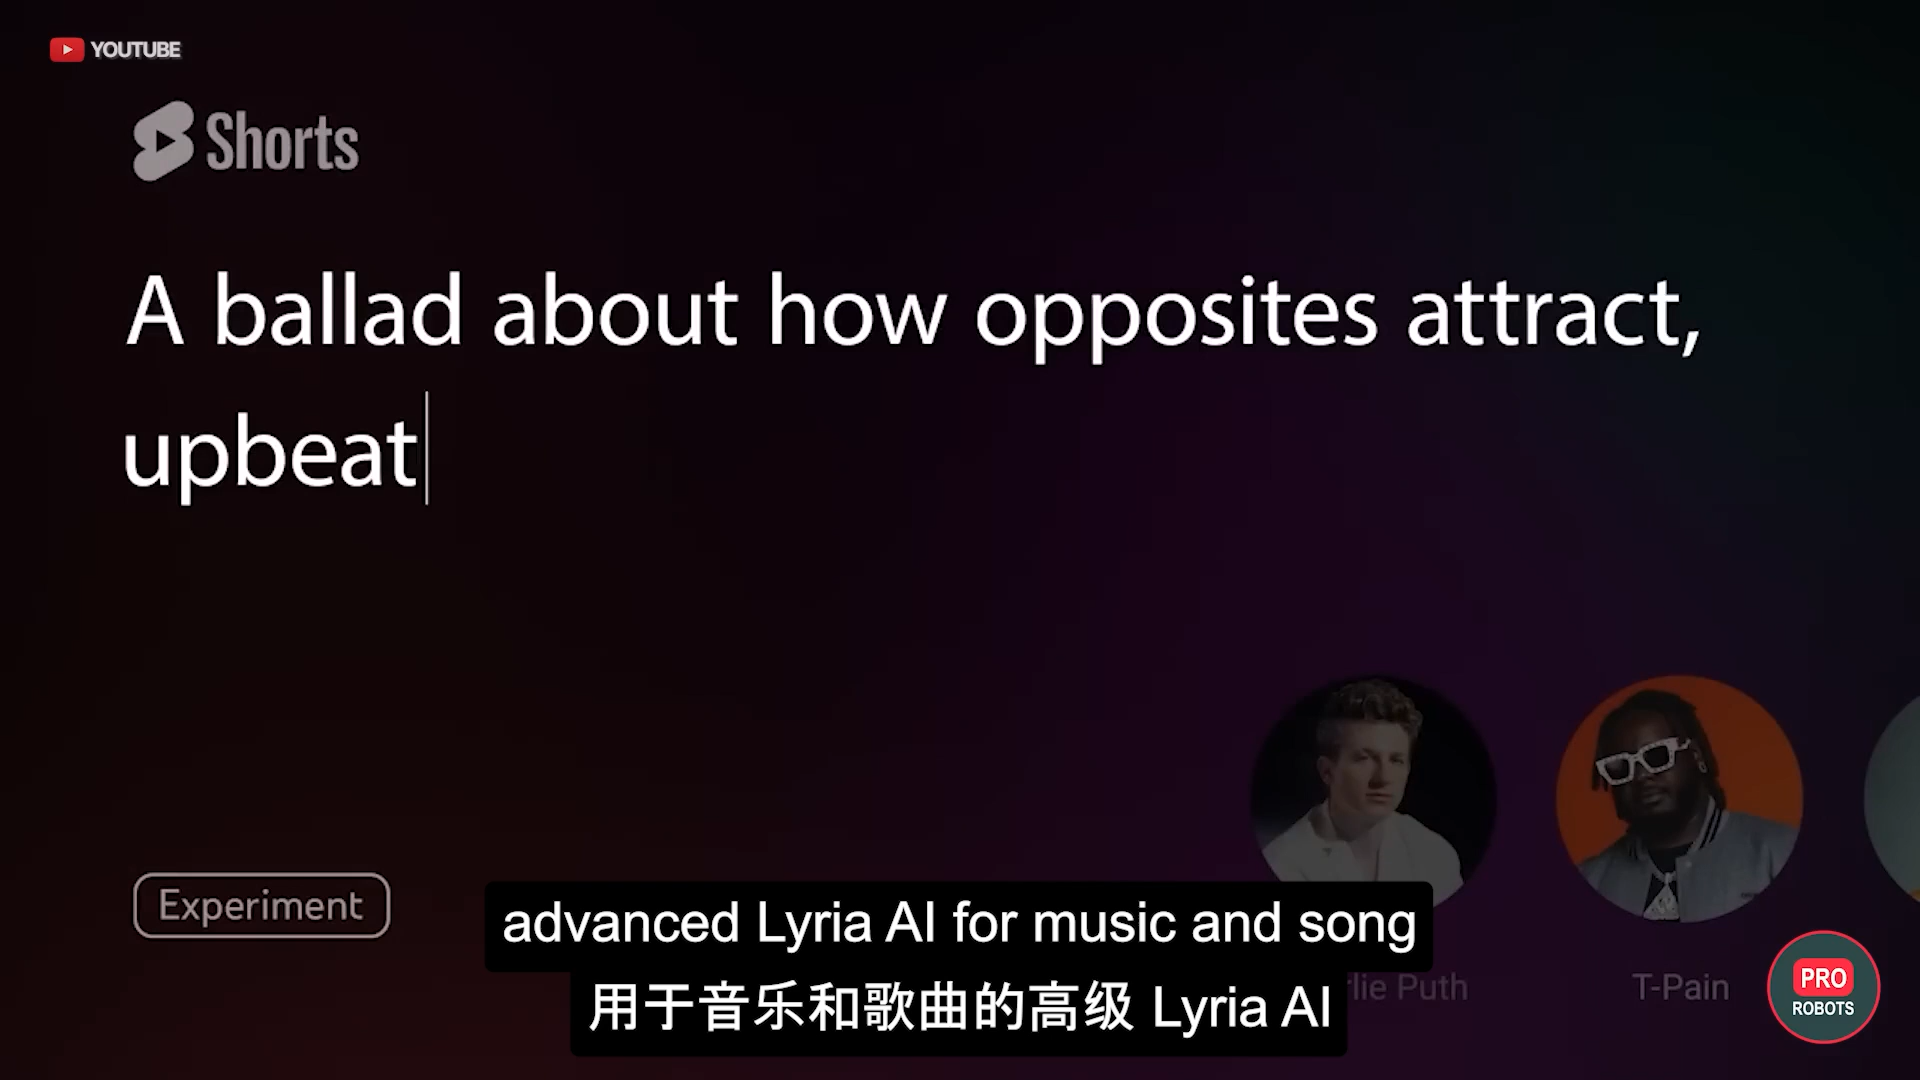 YOUTUBE
Shorts
A ballad about how opposites attract,
upbeat
Experiment
advanced Lyria AI for music and song
用于音乐和歌曲的高级 Lyria AI
Puth
T-Pain
PRO
ROBOTS